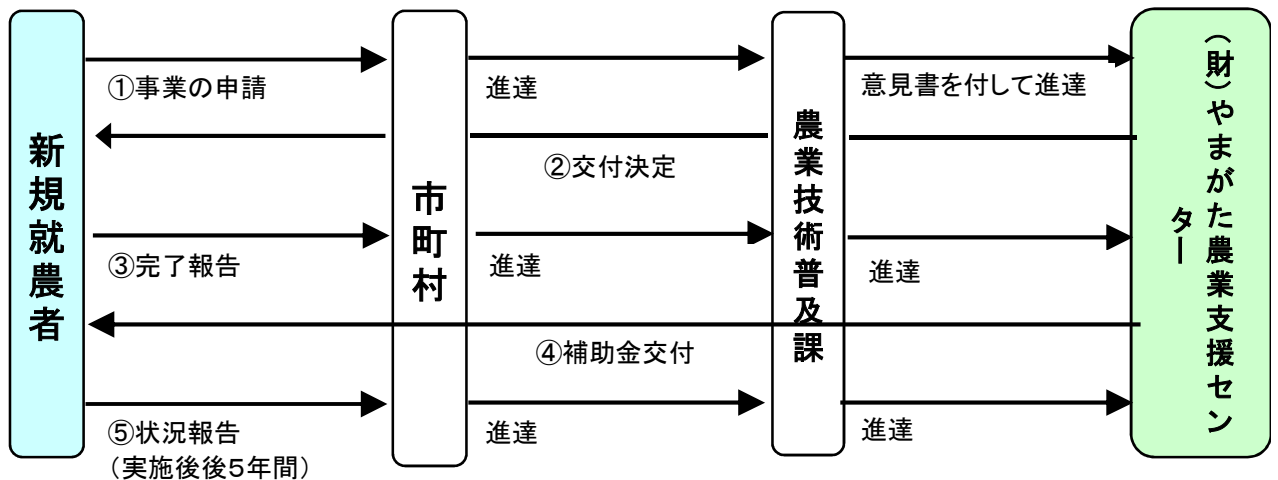 新規就農者
市町村
農業技術普及課
（財）やまがた農業支援セン
ター
①事業の申請
進達
意見書を付して進達
②交付決定
③完了報告
進達
進達
④補助金交付
⑤状況報告
（実施後後５年間）
進達
進達